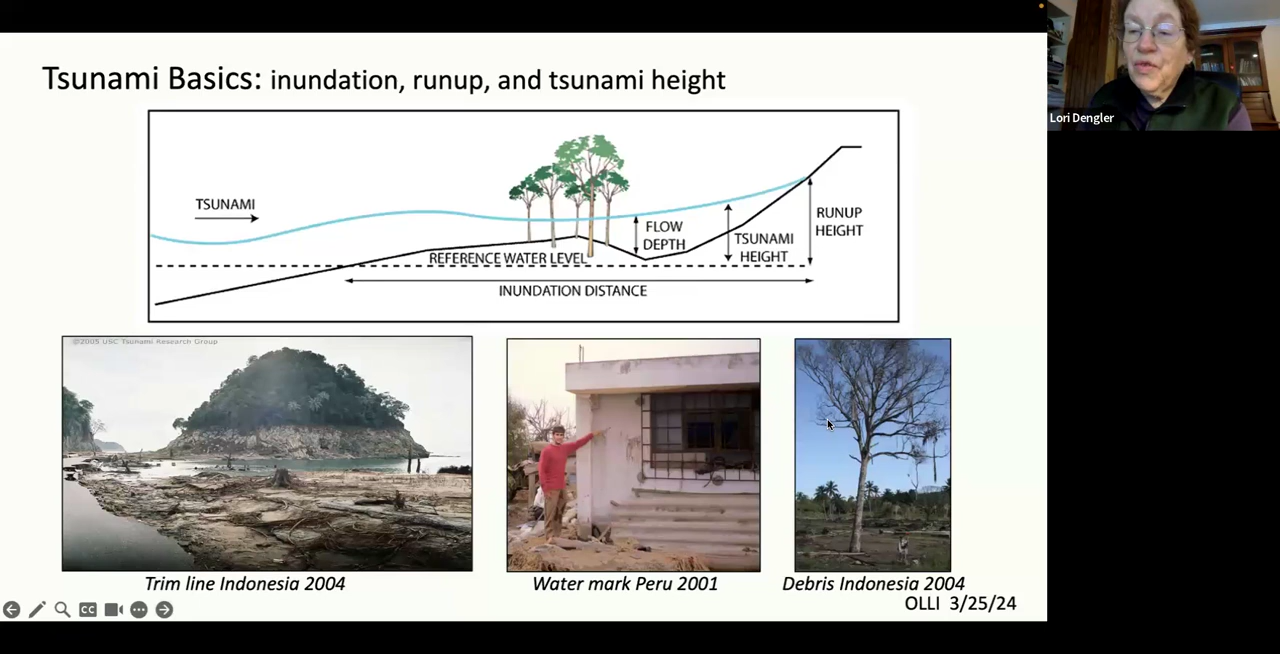 Tsunami Basics: inundation, runup, and tsunami height
TSUNAMI
FLOW
DEPTH
TSUNAMI
HEIGHT
RUNUP
HEIGHT
REFERENCE WATER LEVEL
INUNDATION DISTANCE
©2005 USC Tsunami Research Group
Trim line Indonesia 2004
Water mark Peru 2001
Debris Indonesia 2004
OLLI 3/25/24
CC
Lori Dengler